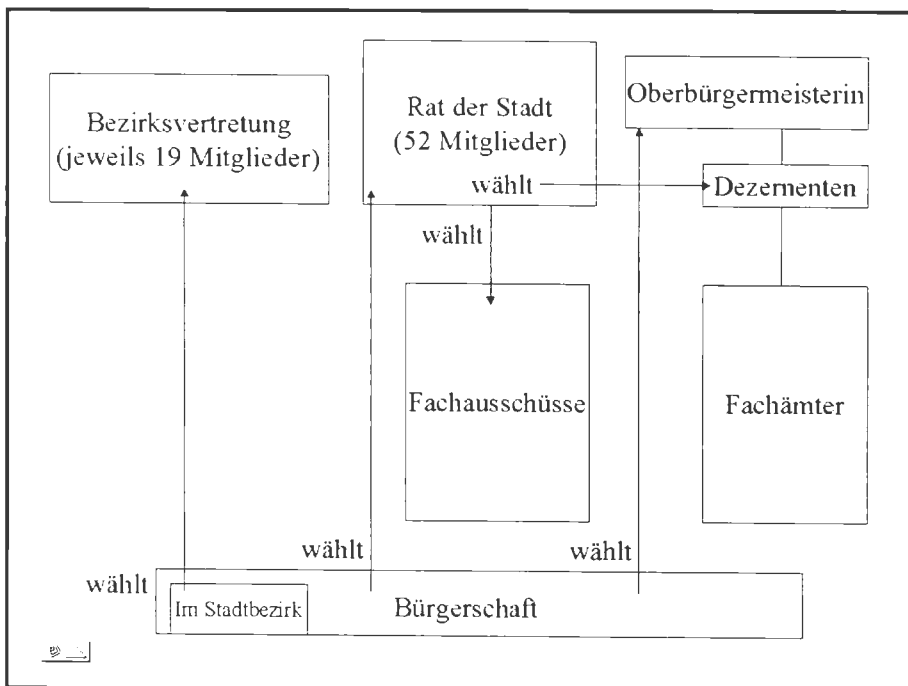 Bezirksvertretung
(jeweils 19 Mitglieder)
Rat der Stadt
(52 Mitglieder)
wählt
Oberbürgermeisterin
Dezernenten
wählt
Fachausschüsse
Fachämter
wählt
wählt
wählt
Im Stadtbezirk
Bürgerschaft